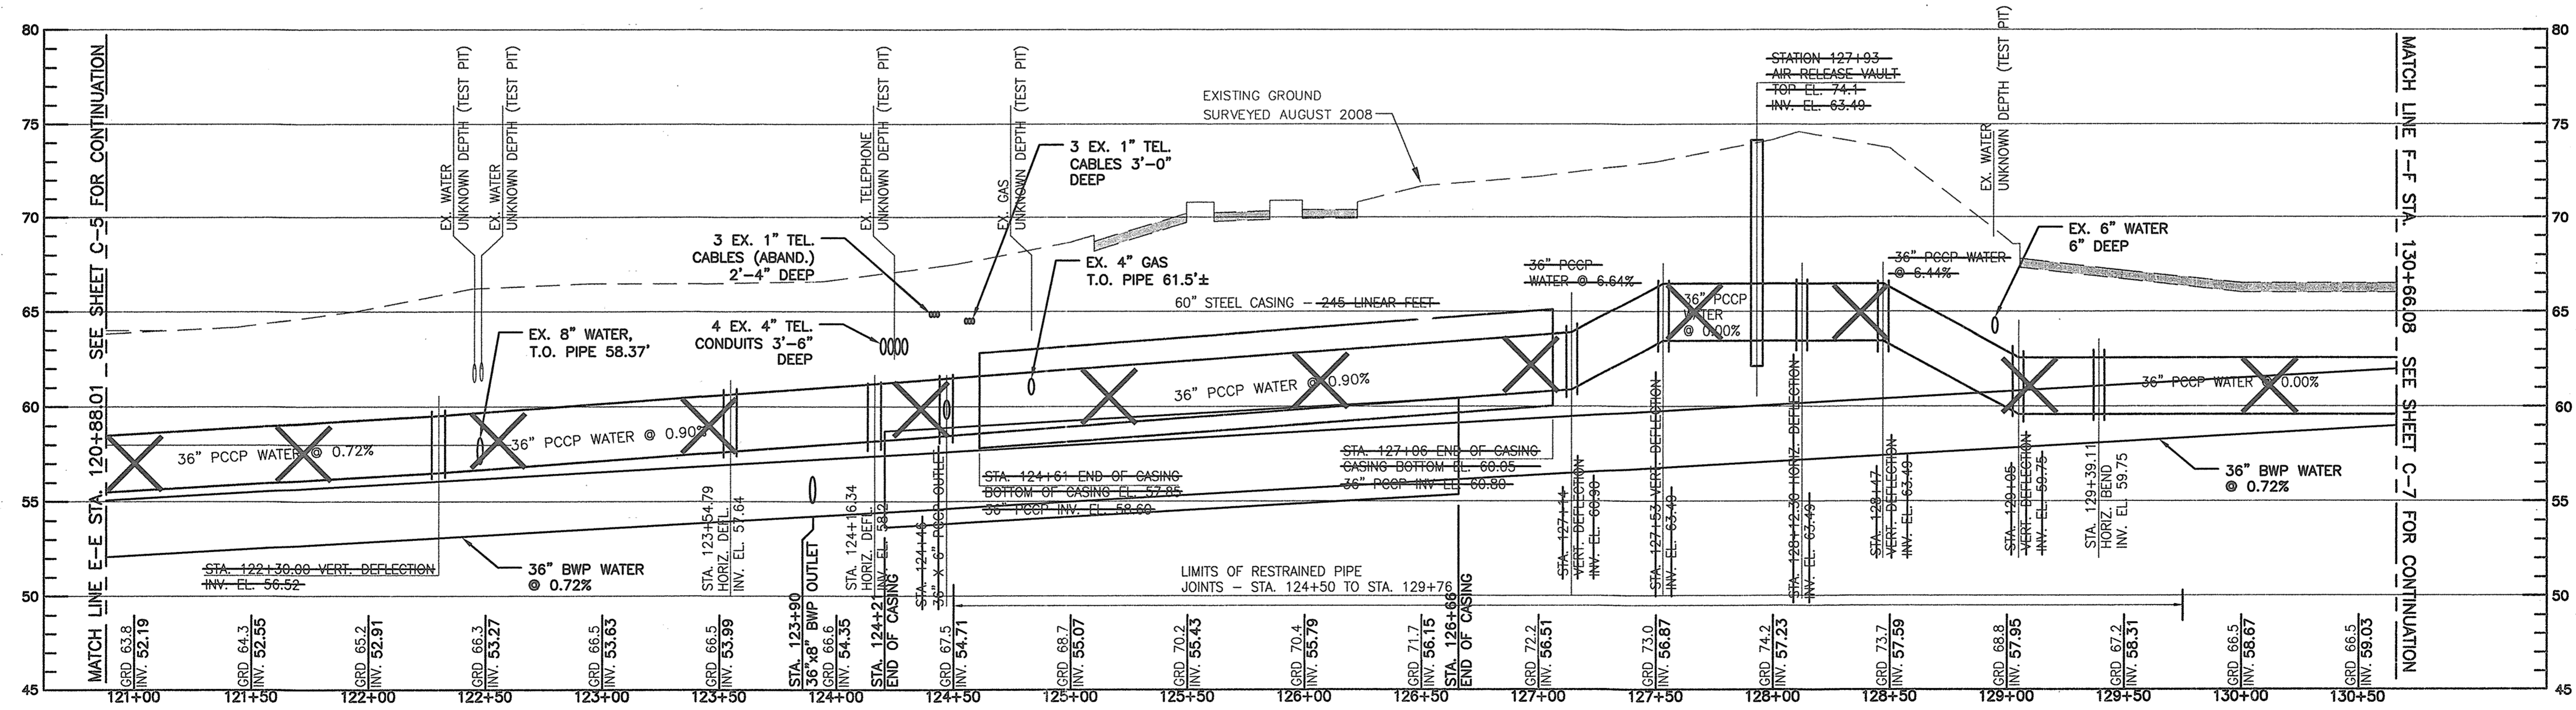 80
75
70
65
60
55
50
45
MATCH LINE E-E STA. 120+88.01 - SEE SHEET C-5 FOR CONTINUATION
EX. WATER
UNKNOWN DEPTH (TEST PIT)
EX. WATER
UNKNOWN DEPTH (TEST PIT)
EX. TELEPHONE
UNKNOWN DEPTH (TEST PIT)
EX. GAS
UNKNOWN DEPTH (TEST PIT)
3 EX. 1" TEL.
CABLES 3'-0"
DEEP
EXISTING GROUND
SURVEYED AUGUST 2008
STATION 127+93
AIR RELEASE VAULT
TOP EL. 74.1
INV. EL. 63.49
EX. WATER
UNKNOWN DEPTH (TEST PIT)
3 EX. 1" TEL.
CABLES (ABAND.)
2'-4" DEEP
4 EX. 4" TEL.
CONDUITS 3'-6"
DEEP
EX. 4" GAS
T.O. PIPE 61.5'±
EX. 8" WATER,
T.O. PIPE 58.37'
60" STEEL CASING - 245 LINEAR FEET
36" PCCP
WATER @ 6.64%
36" PCCP
WATER
@ 0.00%
36" PCCP WATER
@ 6.44%
EX. 6" WATER
6" DEEP
36" PCCP WATER @ 0.72%
36" PCCP WATER @ 0.90%
36" PCCP WATER @ 0.90%
36" PCCP WATER @ 0.00%
STA. 122+30.00 VERT. DEFLECTION
INV. EL. 56.52
36" BWP WATER
@ 0.72%
STA. 123+54.79
HORIZ. DEFL.
INV. EL. 57.64
STA. 123+90
36"x8" BWP OUTLET
STA. 124+16.34
HORIZ. DEFL.
INV. EL. 58.2
STA. 124+21
END OF CASING
STA. 124+46
36" X 6" PCCP OUTLET
STA. 124+61 END OF CASING
BOTTOM OF CASING EL. 57.85
36" PCCP INV. EL. 58.60
STA. 127+06 END OF CASING
CASING BOTTOM EL. 60.05
36" PCCP INV EL. 60.80
LIMITS OF RESTRAINED PIPE
JOINTS - STA. 124+50 TO STA. 129+76
STA. 126+66
END OF CASING
STA. 127+14
VERT. DEFLECTION
INV. EL. 60.90
STA. 127+53 VERT. DEFLECTION
INV. EL. 63.49
STA. 128+12.30 HORIZ. DEFLECTION
INV. EL. 63.49
STA. 128+47
VERT. DEFLECTION
INV. EL. 63.49
STA. 129+05
VERT. DEFLECTION
INV. EL. 59.75
STA. 129+39.11
HORIZ. BEND
INV. EL. 59.75
36" BWP WATER
@ 0.72%
MATCH LINE F-F STA. 130+66.08 SEE SHEET C-7 FOR CONTINUATION
80
75
70
65
60
55
50
45
GRD 63.8
INV. 52.19
GRD 64.3
INV. 52.55
GRD 65.2
INV. 52.91
GRD 66.3
INV. 53.27
GRD 66.5
INV. 53.63
GRD 66.5
INV. 53.99
GRD 66.6
INV. 54.35
GRD 67.5
INV. 54.71
GRD 68.7
INV. 55.07
GRD 70.2
INV. 55.43
GRD 70.4
INV. 55.79
GRD 71.7
INV. 56.15
GRD 72.2
INV. 56.51
GRD 73.0
INV. 56.87
GRD 74.2
INV. 57.23
GRD 73.7
INV. 57.59
GRD 68.8
INV. 57.95
GRD 67.2
INV. 58.31
GRD 66.5
INV. 58.67
GRD 66.5
INV. 59.03
121+00
121+50
122+00
122+50
123+00
123+50
124+00
124+50
125+00
125+50
126+00
126+50
127+00
127+50
128+00
128+50
129+00
129+50
130+00
130+50